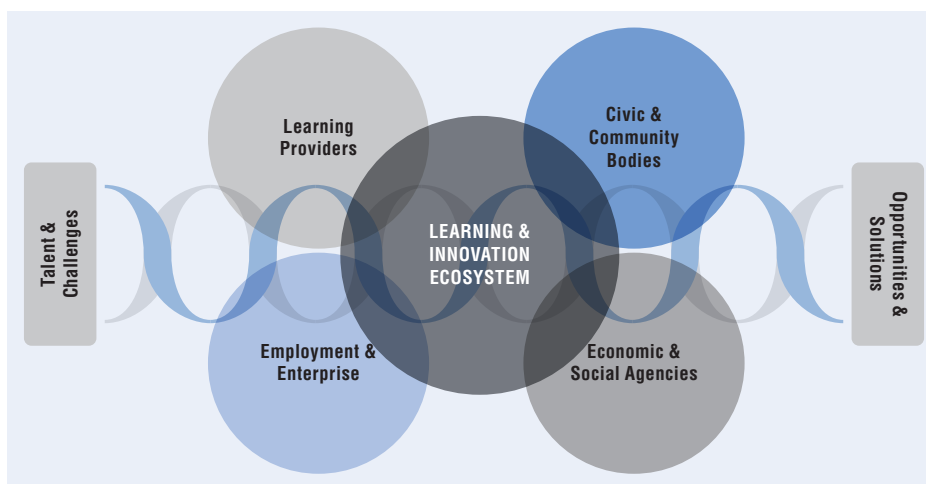 Talent &
Challenges
Learning
Providers
Civic &
Community
Bodies
LEARNING &
INNOVATION
ECOSYSTEM
Employment &
Enterprise
Economic &
Social Agencies
Opportunities &
Solutions